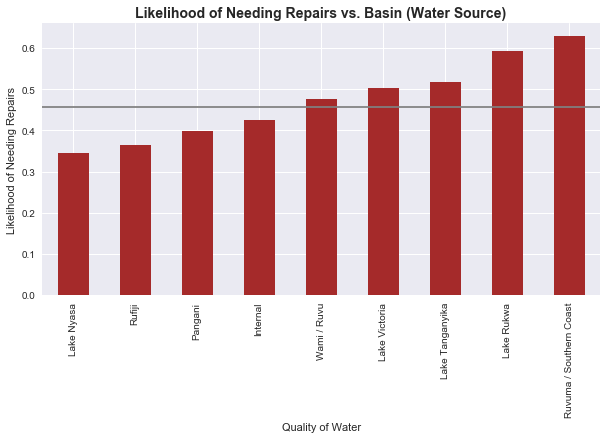 Likelihood of Needing Repairs vs. Basin (Water Source)
Likelihood of Needing Repairs
0.6
0.5
0.4
0.3
0.2
0.1
0.0
Lake Nyasa
Rufiji
Pangani
Internal
Wami / Ruvu
Lake Victoria
Lake Tanganyika
Lake Rukwa
Ruvuma / Southern Coast
Quality of Water